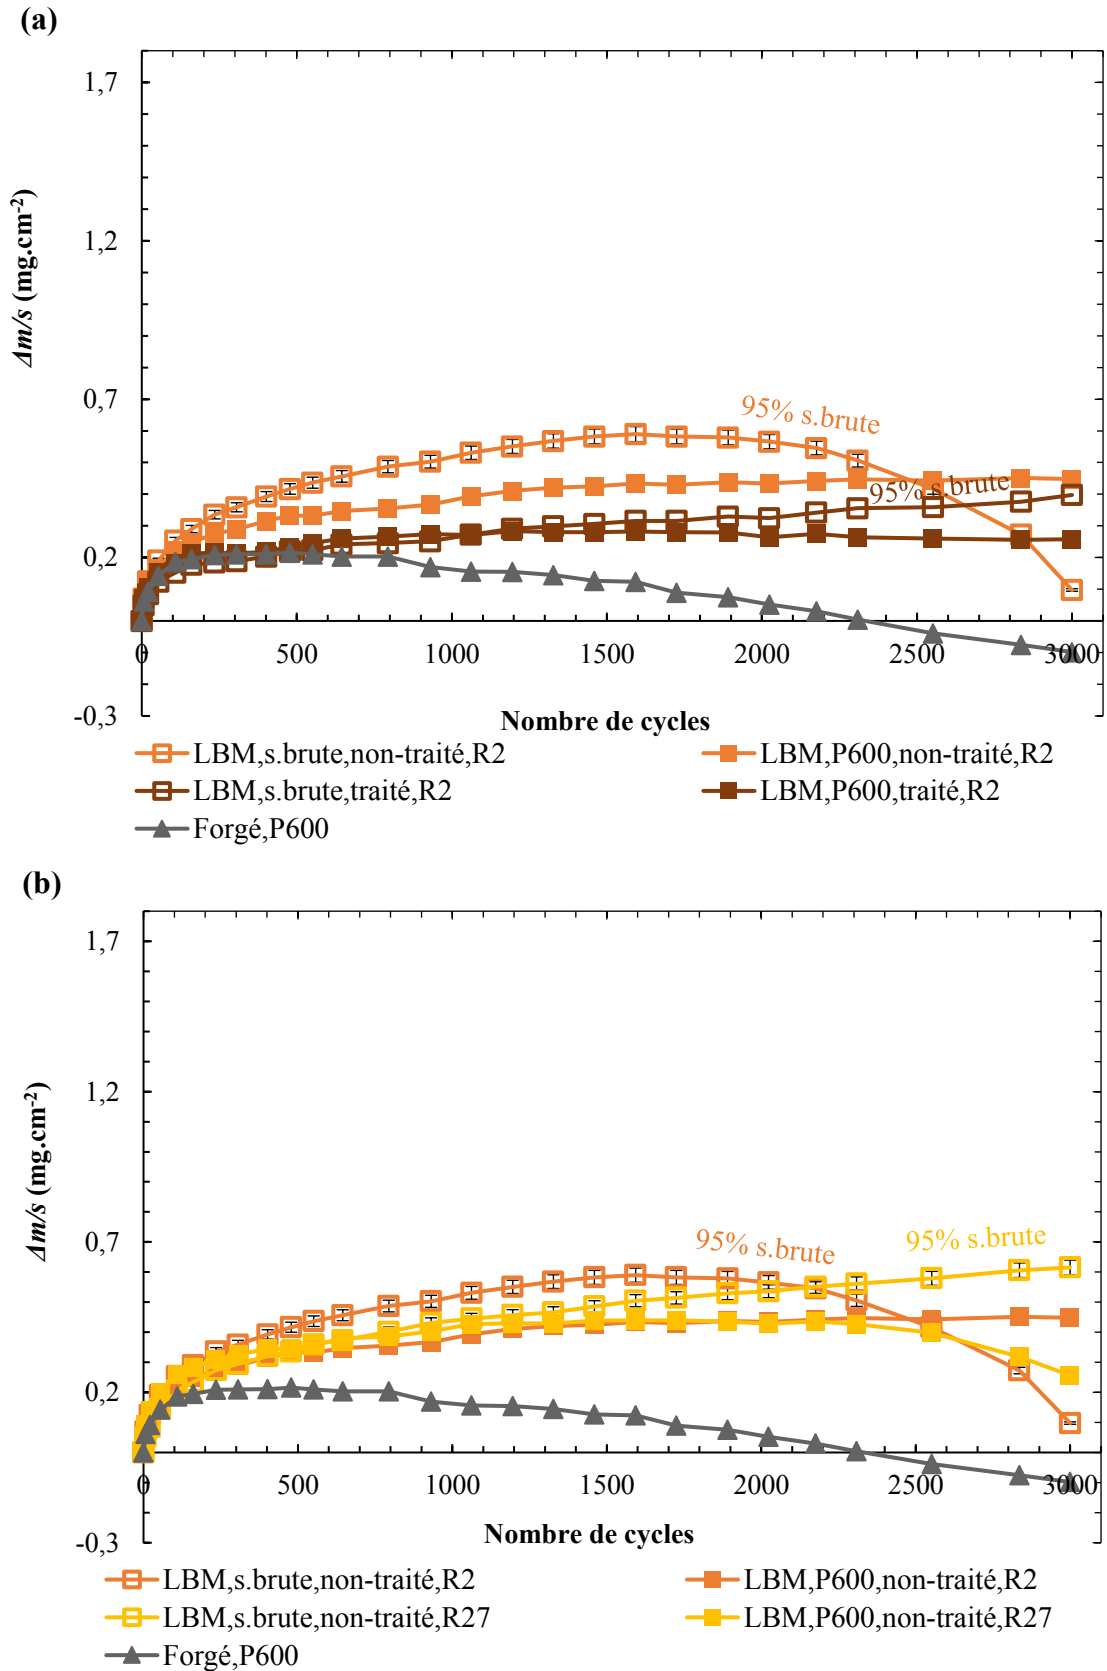 (a)
1,7
1,2
0,7
0,2
-0,3
Δm/s (mg.cm-2)
95% s.brute
95% s.brute
0 500 1000 1500 2000 2500 3000
Nombre de cycles
LBM,s.brute,non-traité,R2 LBM,P600,non-traité,R2
LBM,s.brute,traité,R2 LBM,P600,traité,R2
Forgé,P600
(b)
1,7
1,2
0,7
0,2
-0,3
Δm/s (mg.cm-2)
95% s.brute 95% s.brute
0 500 1000 1500 2000 2500 3000
Nombre de cycles
LBM,s.brute,non-traité,R2 LBM,P600,non-traité,R2
LBM,s.brute,non-traité,R27 LBM,P600,non-traité,R27
Forgé,P600